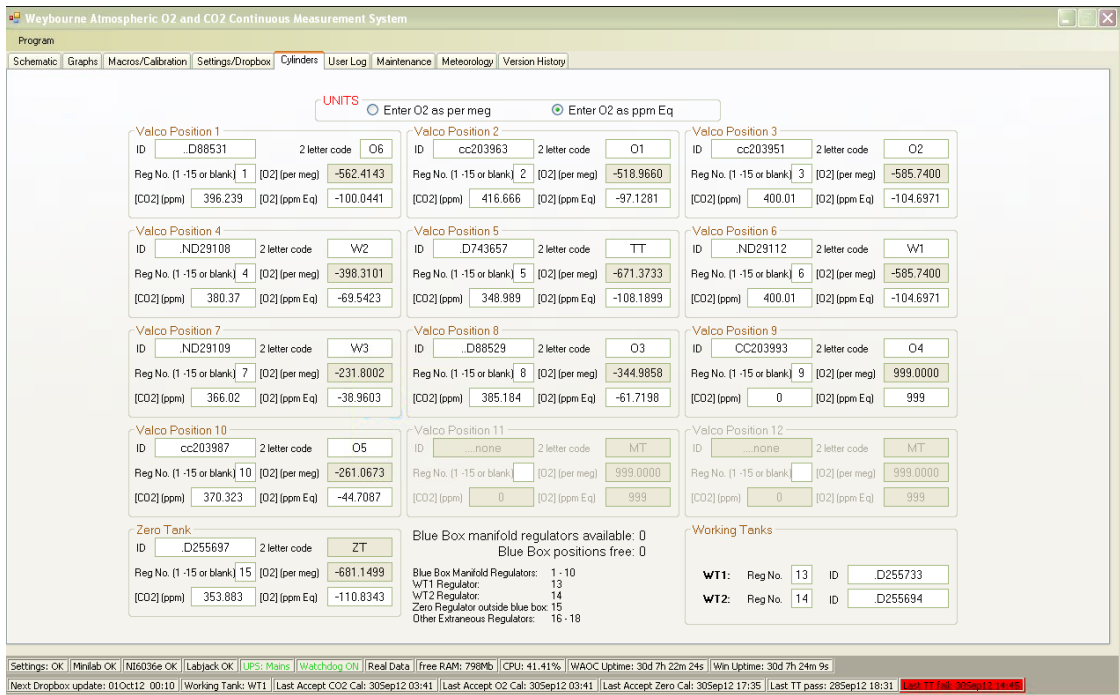 Weybourne Atmospheric O2 and CO2 Continuous Measurement System
Program
Schematic Graphs Macros/Calibration Settings/Dropbox Cylinders User Log Maintenance Meteorology Version History
UNITS
Enter O2 as per meg Enter O2 as ppm Eq
Valco Position 1 Valco Position 2 Valco Position 3
ID ..D88531 2 letter code O6 ID cc203963 2 letter code O1 ID cc203951 2 letter code O2
Reg No. (1 -15 or blank) 1 [O2] (per meg) -562.4143 Reg No. (1 -15 or blank) 2 [O2] (per meg) -518.9660 Reg No. (1 -15 or blank) 3 [O2] (per meg) -585.7400
[CO2] (ppm) 396.239 [O2] (ppm Eq) -100.0441 [CO2] (ppm) 416.666 [O2] (ppm Eq) -97.1281 [CO2] (ppm) 400.01 [O2] (ppm Eq) -104.6971
Valco Position 4 Valco Position 5 Valco Position 6
ID .ND29108 2 letter code W2 ID .D743657 2 letter code TT ID .ND29112 2 letter code W1
Reg No. (1 -15 or blank) 4 [O2] (per meg) -398.3101 Reg No. (1 -15 or blank) 5 [O2] (per meg) -671.3733 Reg No. (1 -15 or blank) 6 [O2] (per meg) -585.7400
[CO2] (ppm) 380.37 [O2] (ppm Eq) -69.5423 [CO2] (ppm) 348.989 [O2] (ppm Eq) -108.1899 [CO2] (ppm) 400.01 [O2] (ppm Eq) -104.6971
Valco Position 7 Valco Position 8 Valco Position 9
ID .ND29109 2 letter code W3 ID ..D88529 2 letter code O3 ID CC203993 2 letter code O4
Reg No. (1 -15 or blank) 7 [O2] (per meg) -231.8002 Reg No. (1 -15 or blank) 8 [O2] (per meg) -344.9858 Reg No. (1 -15 or blank) 9 [O2] (per meg) 999.0000
[CO2] (ppm) 366.02 [O2] (ppm Eq) -38.9603 [CO2] (ppm) 385.184 [O2] (ppm Eq) -61.7198 [CO2] (ppm) 0 [O2] (ppm Eq) 999
Valco Position 10 Valco Position 11 Valco Position 12
ID cc203987 2 letter code O5 ID ....none 2 letter code MT ID ....none 2 letter code MT
Reg No. (1 -15 or blank) 10 [O2] (per meg) -261.0673 Reg No. (1 -15 or blank) [O2] (per meg) 999.0000 Reg No. (1 -15 or blank) [O2] (per meg) 999.0000
[CO2] (ppm) 370.323 [O2] (ppm Eq) -44.7087 [CO2] (ppm) 0 [O2] (ppm Eq) 999 [CO2] (ppm) 0 [O2] (ppm Eq) 999
Zero Tank
ID .D255697 2 letter code ZT
Reg No. (1 -15 or blank) 15 [O2] (per meg) -681.1499
[CO2] (ppm) 353.883 [O2] (ppm Eq) -110.8343
Blue Box manifold regulators available: 0
Blue Box positions free: 0
Blue Box Manifold Regulators: 1 - 10
WT1 Regulator: 13
WT2 Regulator: 14
Zero Regulator outside blue box: 15
Other Extraneous Regulators: 16 - 18
Working Tanks
WT1: Reg No. 13 ID .D255733
WT2: Reg No. 14 ID .D255694
Settings: OK Minilab OK NI6036e OK Labjack OK UPS: Mains Watchdog ON Real Data free RAM: 798Mb CPU: 41.41% WAOC Uptime: 30d 7h 22m 24s Win Uptime: 30d 7h 24m 9s
Next Dropbox update: 01Oct12 00:10 Working Tank: WT1 Last Accept CO2 Cal: 30Sep12 03:41 Last Accept O2 Cal: 30Sep12 03:41 Last Accept Zero Cal: 30Sep12 17:35 Last TT pass: 28Sep12 18:31 Last TT Fail: 30Sep12 14:45